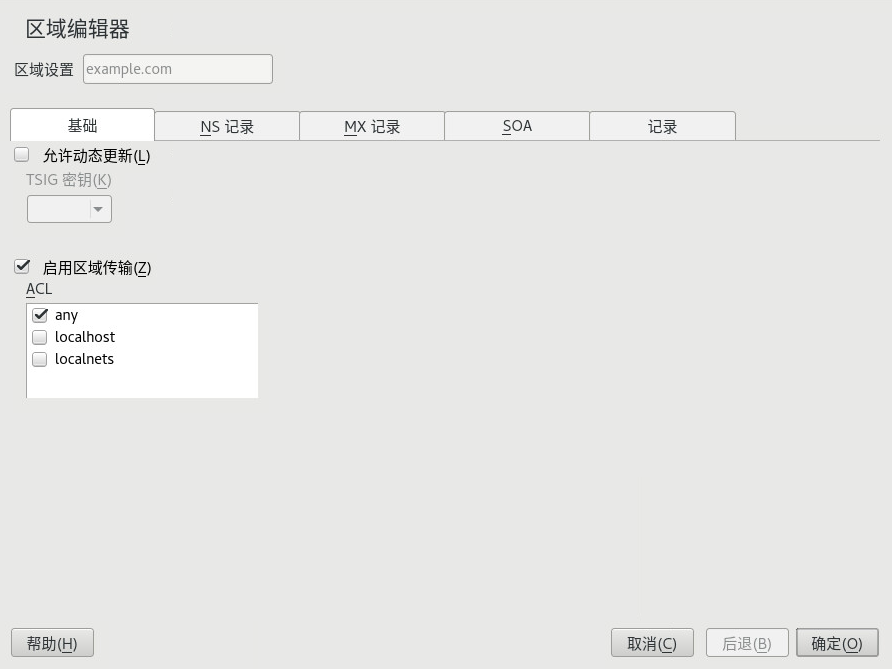 区域编辑器
区域设置 example.com
基础 NS 记录 MX 记录 SOA 记录
允许动态更新(L)
TSIG 密钥(K)
启用区域传输(Z)
ACL
any
localhost
localnets
帮助(H) 取消(C) 后退(B) 确定(O)